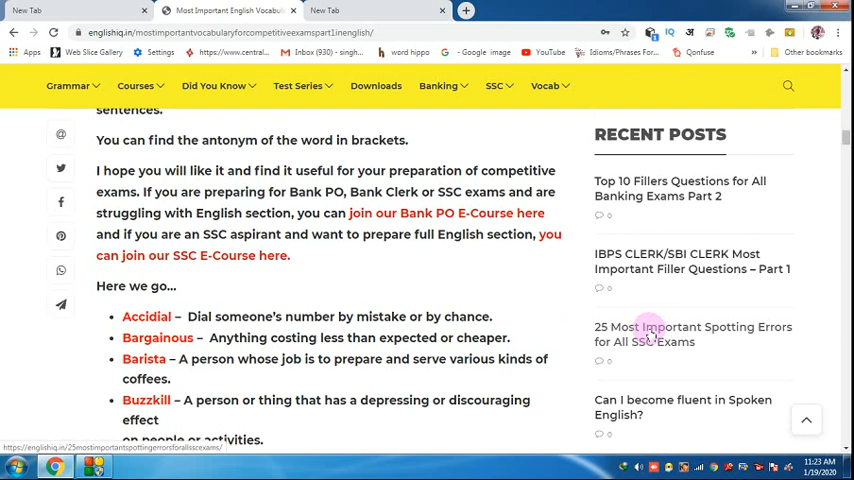 New Tab
Most Important English Vocabul
New Tab
englishiq.in/mostimportantvocabularyforcompetitiveexamspart1inenglish/
Apps
Web Slice Gallery
Settings
https://www.central...
Inbox (930) - singh...
word hippo
Google image
YouTube
Idioms/Phrases For...
Qonfuse
Other bookmarks
Grammar
Courses
Did You Know
Test Series
Downloads
Banking
SSC
Vocab
sentences.
You can find the antonym of the word in brackets.
I hope you will like it and find it useful for your preparation of competitive
exams. If you are preparing for Bank PO, Bank Clerk or SSC exams and are
struggling with English section, you can join our Bank PO E-Course here
and if you are an SSC aspirant and want to prepare full English section, you
can join our SSC E-Course here.
Here we go...
Accidial – Dial someone's number by mistake or by chance.
Bargainous – Anything costing less than expected or cheaper.
Barista – A person whose job is to prepare and serve various kinds of
coffees.
Buzzkill – A person or thing that has a depressing or discouraging
effect
on people or activities.
RECENT POSTS
Top 10 Fillers Questions for All
Banking Exams Part 2
0
IBPS CLERK/SBI CLERK Most
Important Filler Questions – Part 1
0
25 Most Important Spotting Errors
for All SSC Exams
0
Can I become fluent in Spoken
English?
0
https://englishiq.in/25mostimportantspottingerrorsforallsscexams/
11:23 AM
1/19/2020